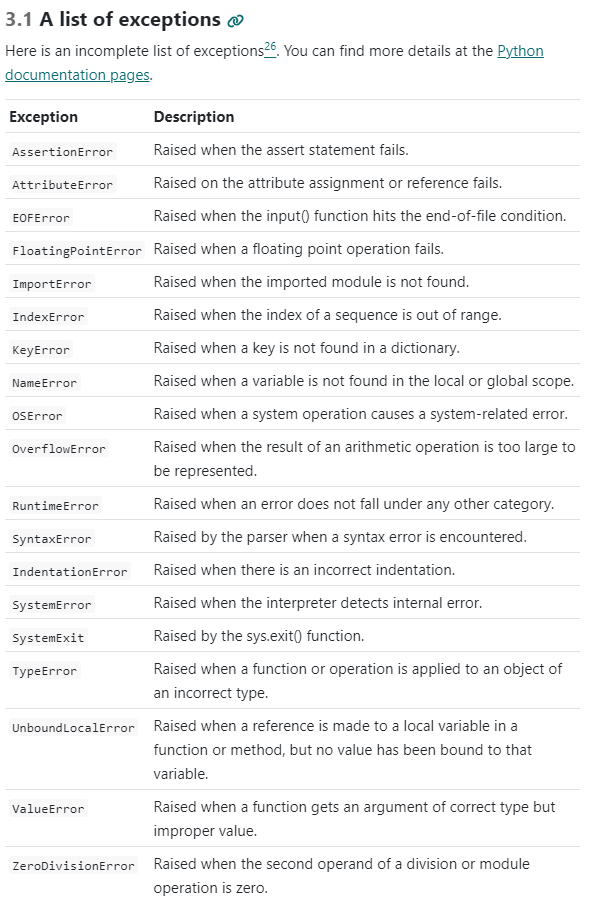 3.1 A list of exceptions
Here is an incomplete list of exceptions26. You can find more details at the Python
documentation pages.
Exception Description
AssertionError Raised when the assert statement fails.
AttributeError Raised on the attribute assignment or reference fails.
EOFError Raised when the input() function hits the end-of-file condition.
FloatingPointError Raised when a floating point operation fails.
ImportError Raised when the imported module is not found.
IndexError Raised when the index of a sequence is out of range.
KeyError Raised when a key is not found in a dictionary.
NameError Raised when a variable is not found in the local or global scope.
OSError Raised when a system operation causes a system-related error.
OverflowError Raised when the result of an arithmetic operation is too large to
be represented.
RuntimeError Raised when an error does not fall under any other category.
SyntaxError Raised by the parser when a syntax error is encountered.
IndentationError Raised when there is an incorrect indentation.
SystemError Raised when the interpreter detects internal error.
SystemExit Raised by the sys.exit() function.
TypeError Raised when a function or operation is applied to an object of
an incorrect type.
UnboundLocalError Raised when a reference is made to a local variable in a
function or method, but no value has been bound to that
variable.
ValueError Raised when a function gets an argument of correct type but
improper value.
ZeroDivisionError Raised when the second operand of a division or module
operation is zero.